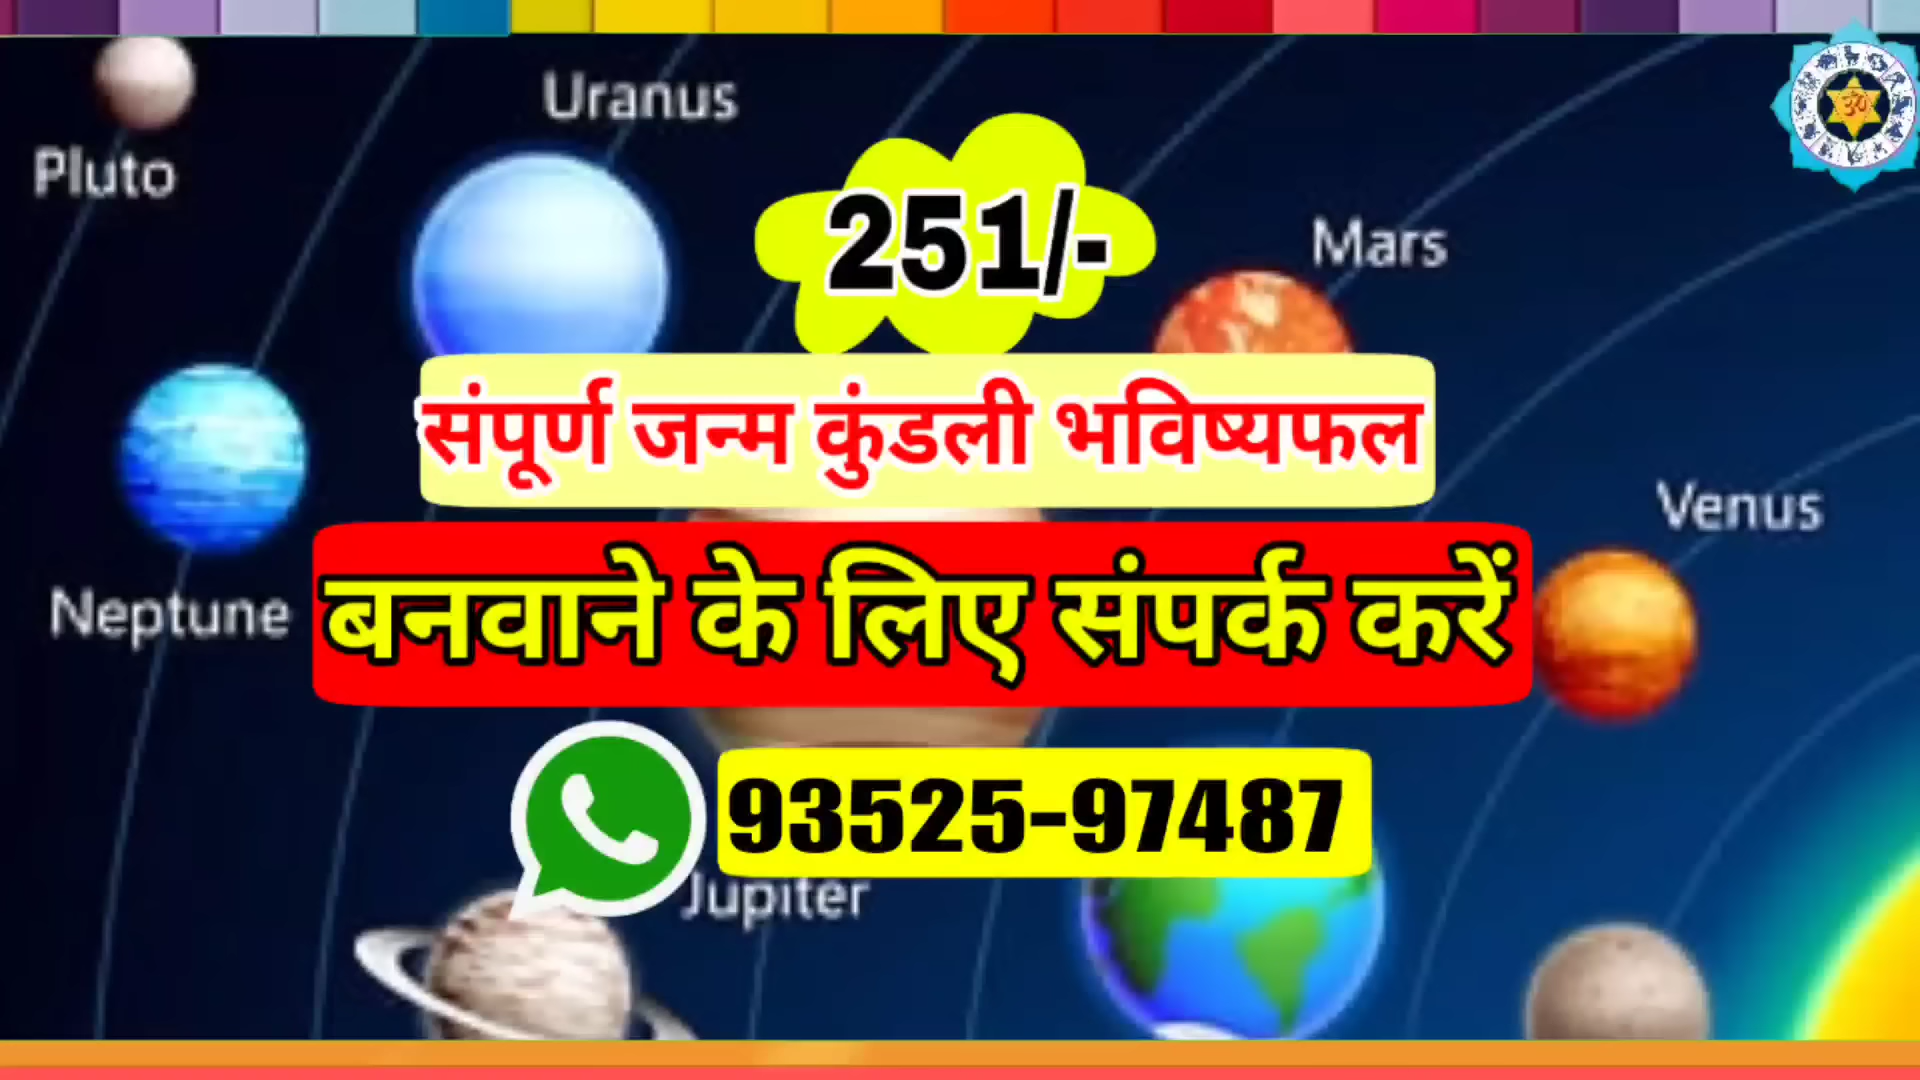 Uranus
Pluto
251/-
Mars
संपूर्ण जन्म कुंडली भविष्यफल
Venus
बनवाने के लिए संपर्क करें
Neptune
93525-97487
Jupiter
ॐ